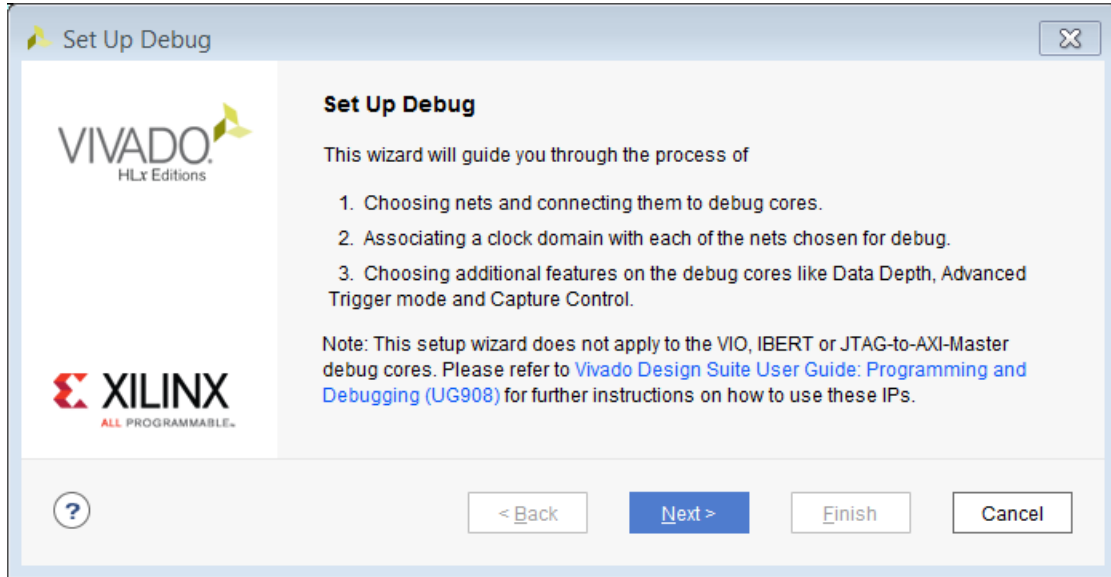 Set Up Debug
VIVADO.
HLx Editions
Set Up Debug
This wizard will guide you through the process of
1. Choosing nets and connecting them to debug cores.
2. Associating a clock domain with each of the nets chosen for debug.
3. Choosing additional features on the debug cores like Data Depth, Advanced
Trigger mode and Capture Control.
Note: This setup wizard does not apply to the VIO, IBERT or JTAG-to-AXI-Master
debug cores. Please refer to Vivado Design Suite User Guide: Programming and
Debugging (UG908) for further instructions on how to use these IPs.
XILINX
ALL PROGRAMMABLE™
?
< Back
Next >
Finish
Cancel